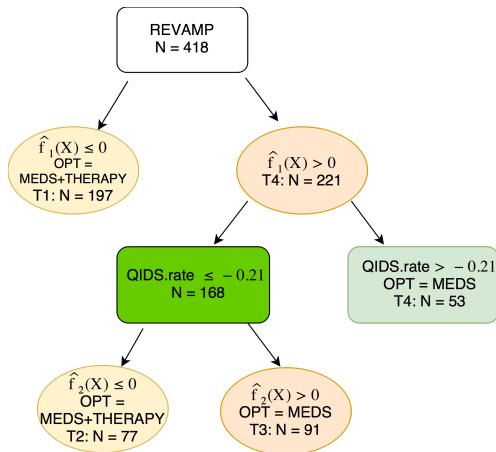 REVAMP
N = 418
f̂₁(X) ≤ 0
OPT =
MEDS+THERAPY
T1: N = 197
f̂₁(X) > 0
T4: N = 221
QIDS.rate ≤ − 0.21
N = 168
QIDS.rate > − 0.21
OPT = MEDS
T4: N = 53
f̂₂(X) ≤ 0
OPT =
MEDS+THERAPY
T2: N = 77
f̂₂(X) > 0
OPT = MEDS
T3: N = 91